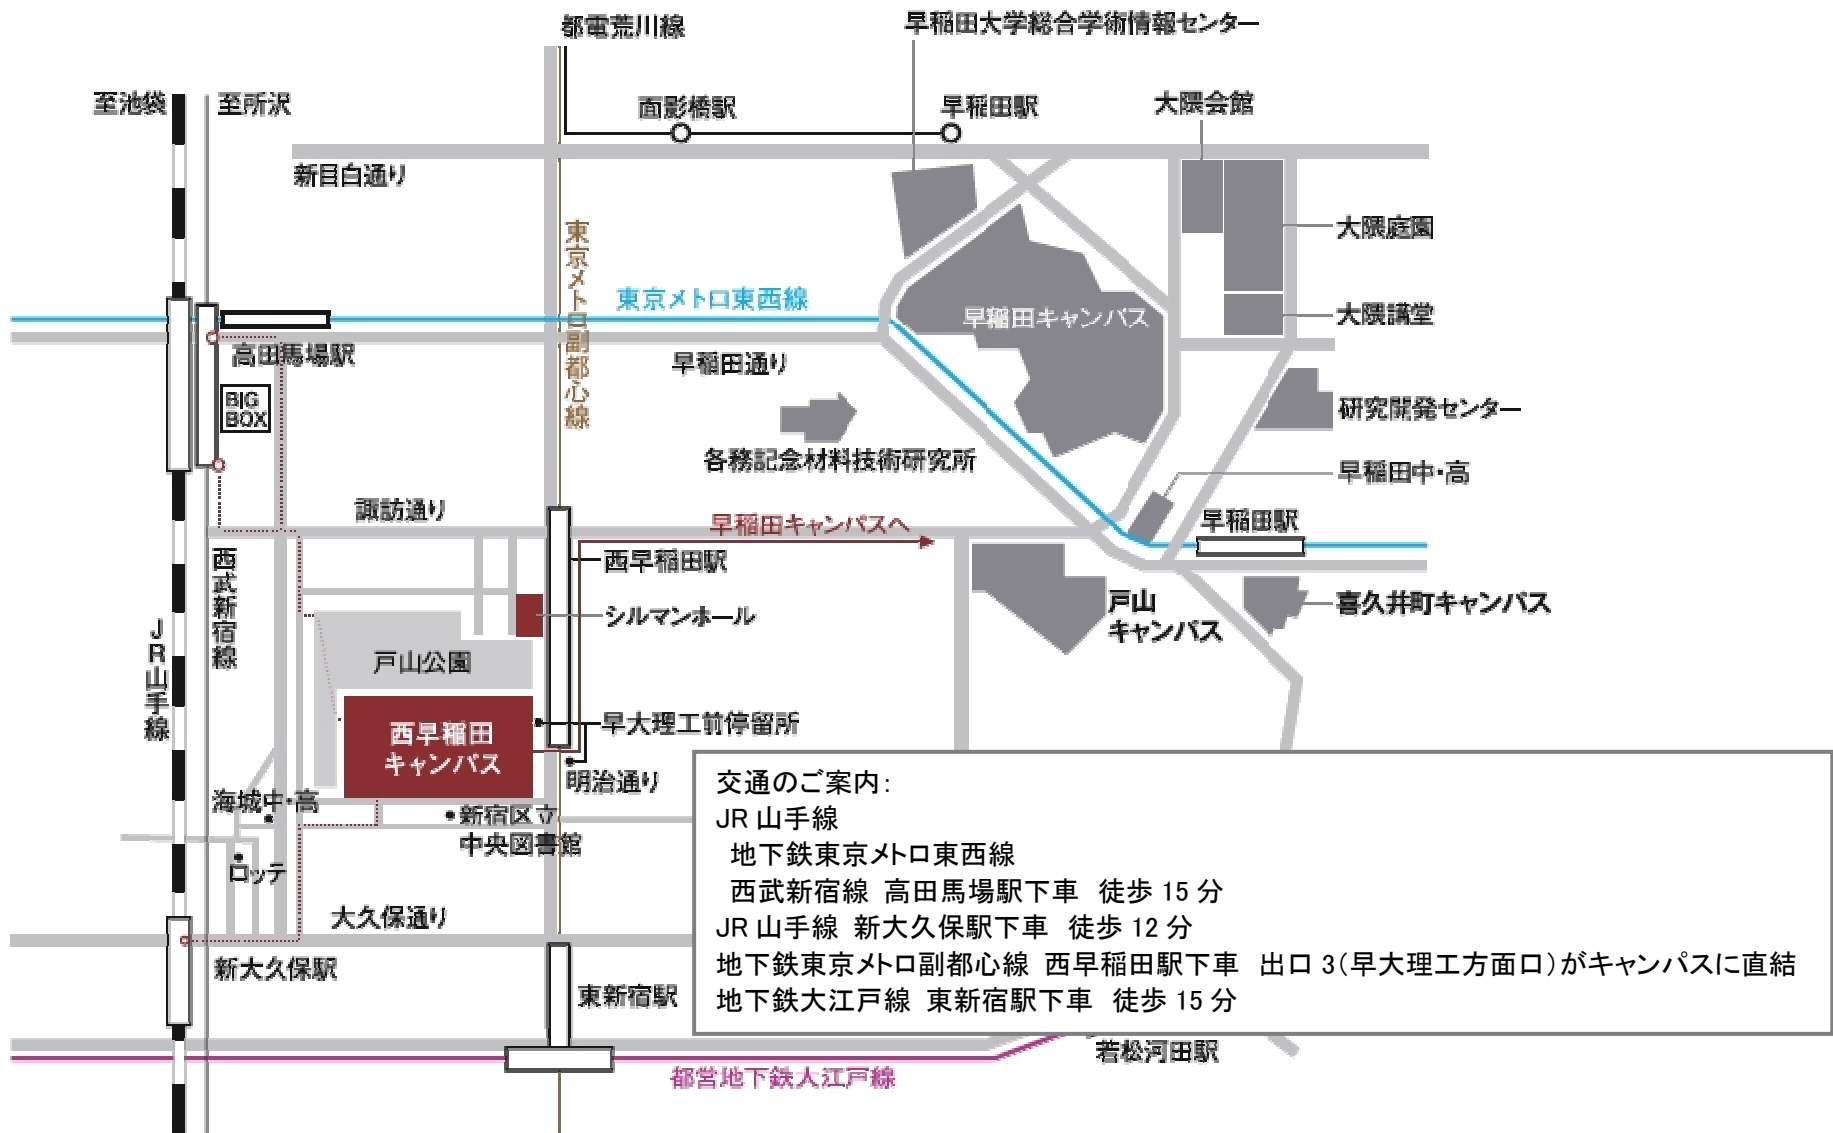 都電荒川線
早稲田大学総合学術情報センター
至池袋
至所沢
面影橋駅
早稲田駅
大隈会館
新目白通り
大隈庭園
東京メトロ副都心線
東京メトロ東西線
早稲田キャンパス
大隈講堂
高田馬場駅
早稲田通り
BIG
BOX
研究開発センター
各務記念材料技術研究所
早稲田中・高
諏訪通り
早稲田キャンパスへ
早稲田駅
西武新宿線
西早稲田駅
シルマンホール
戸山
キャンパス
喜久井町キャンパス
JR山手線
戸山公園
西早稲田
キャンパス
早大理工前停留所
明治通り
海城中・高
新宿区立
中央図書館
ロッテ
大久保通り
新大久保駅
東新宿駅
交通のご案内:
JR 山手線
地下鉄東京メトロ東西線
西武新宿線 高田馬場駅下車 徒歩 15 分
JR 山手線 新大久保駅下車 徒歩 12 分
地下鉄東京メトロ副都心線 西早稲田駅下車 出口 3(早大理工方面口)がキャンパスに直結
地下鉄大江戸線 東新宿駅下車 徒歩 15 分
若松河田駅
都営地下鉄大江戸線